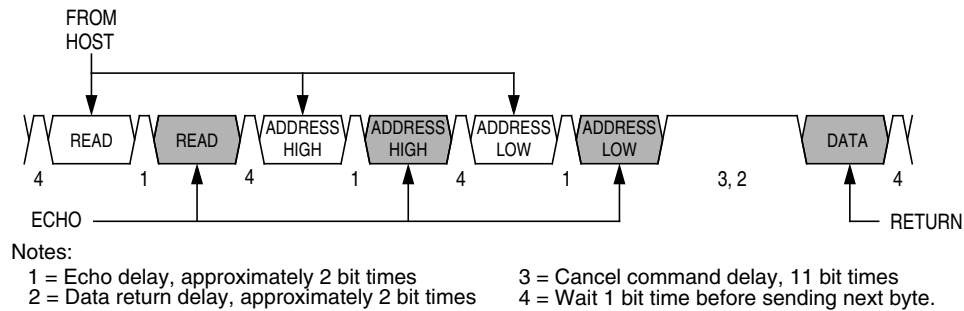 FROM
HOST
READ
READ
ADDRESS
HIGH
ADDRESS
HIGH
ADDRESS
LOW
ADDRESS
LOW
DATA
4 1 4 1 4 1 3, 2 4
ECHO
RETURN
Notes:
1 = Echo delay, approximately 2 bit times
2 = Data return delay, approximately 2 bit times
3 = Cancel command delay, 11 bit times
4 = Wait 1 bit time before sending next byte.